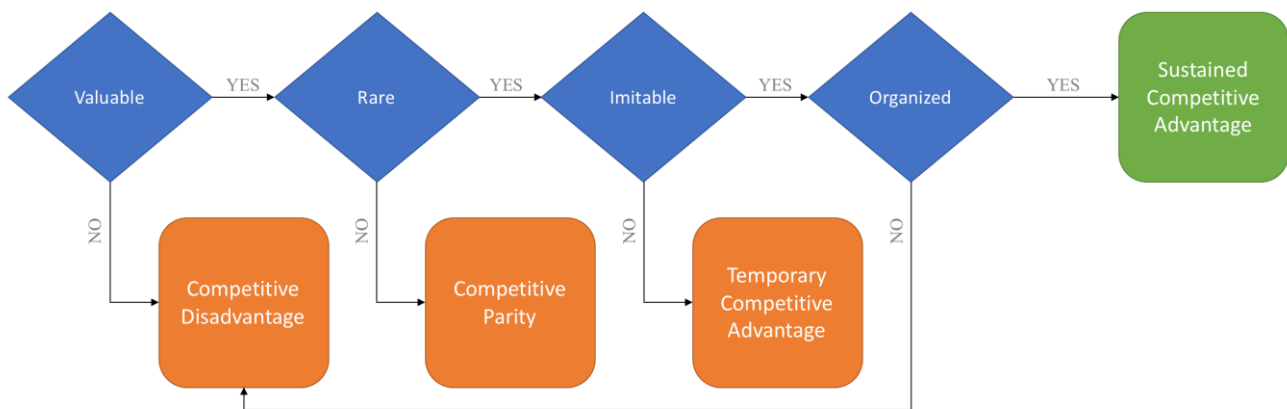 Valuable
YES
Rare
YES
Imitable
YES
Organized
YES
Sustained
Competitive
Advantage
NO
Competitive
Disadvantage
NO
Competitive
Parity
NO
Temporary
Competitive
Advantage
NO